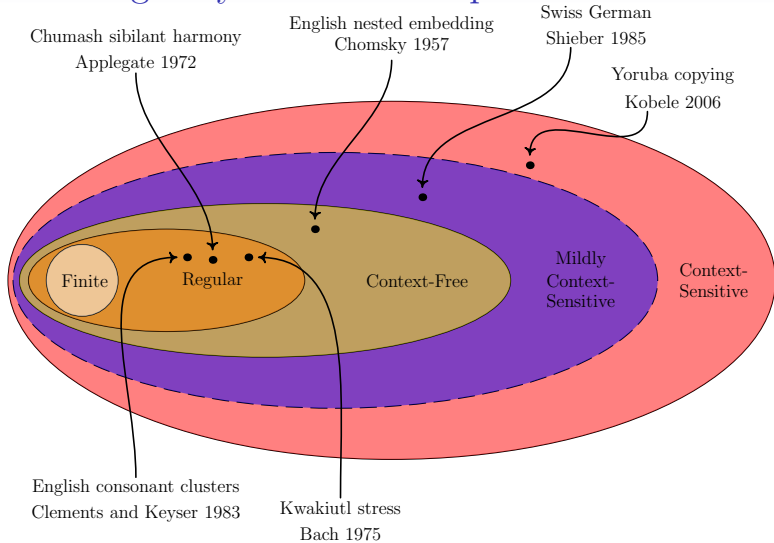 Chumash sibilant harmony
Applegate 1972
English nested embedding
Chomsky 1957
Swiss German
Shieber 1985
Yoruba copying
Kobele 2006
Finite
Regular
Context-Free
Mildly
Context-
Sensitive
Context-
Sensitive
English consonant clusters
Clements and Keyser 1983
Kwakiutl stress
Bach 1975